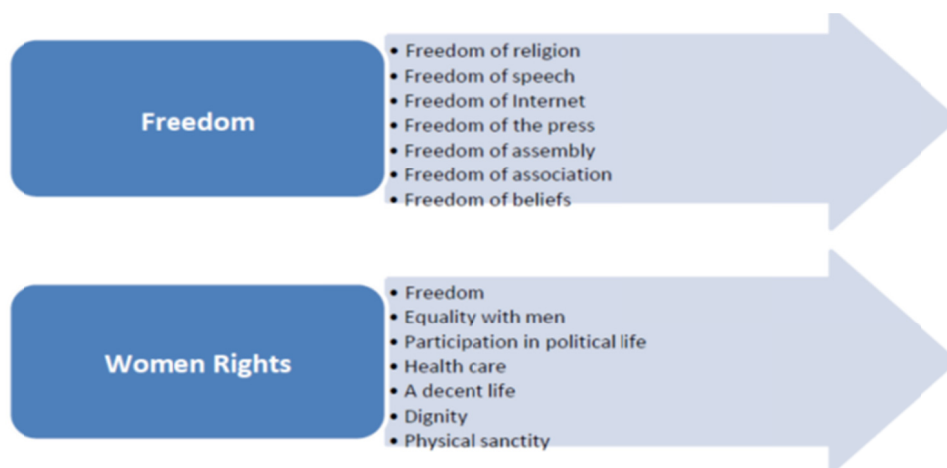 Freedom
• Freedom of religion
• Freedom of speech
• Freedom of Internet
• Freedom of the press
• Freedom of assembly
• Freedom of association
• Freedom of beliefs
Women Rights
• Freedom
• Equality with men
• Participation in political life
• Health care
• A decent life
• Dignity
• Physical sanctity